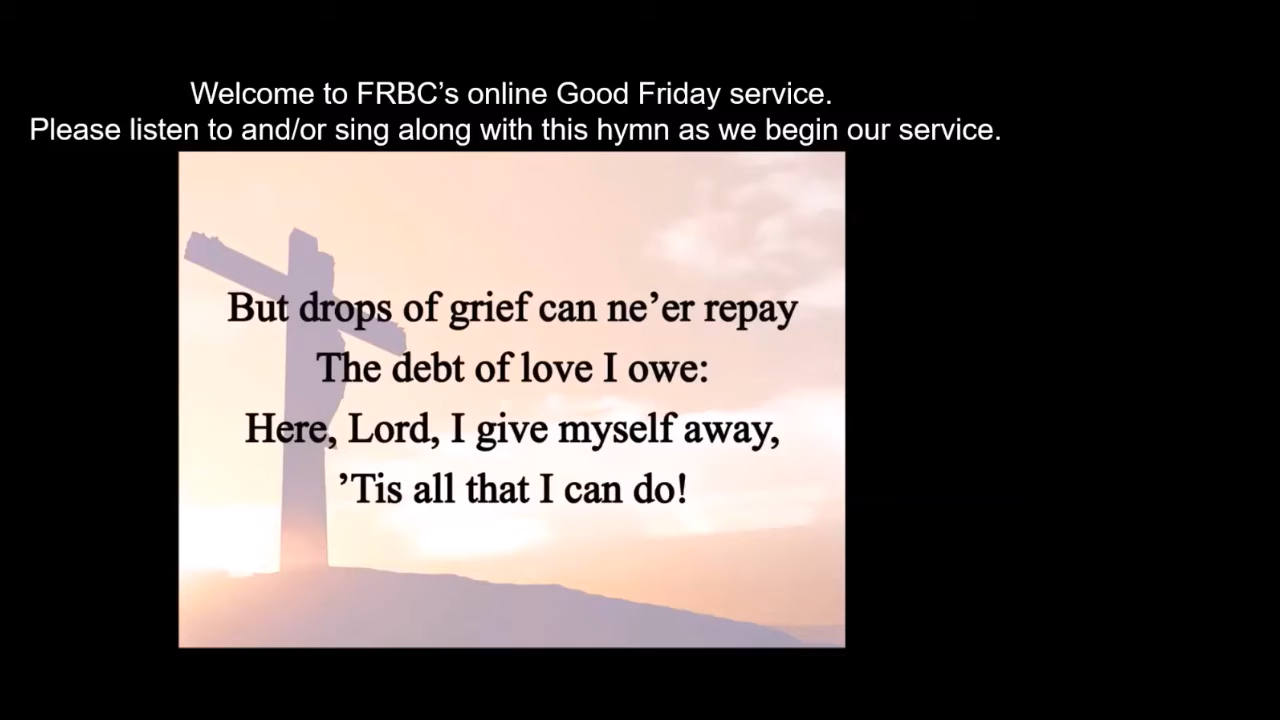 Welcome to FRBC’s online Good Friday service.
Please listen to and/or sing along with this hymn as we begin our service.
But drops of grief can ne’er repay
The debt of love I owe:
Here, Lord, I give myself away,
’Tis all that I can do!